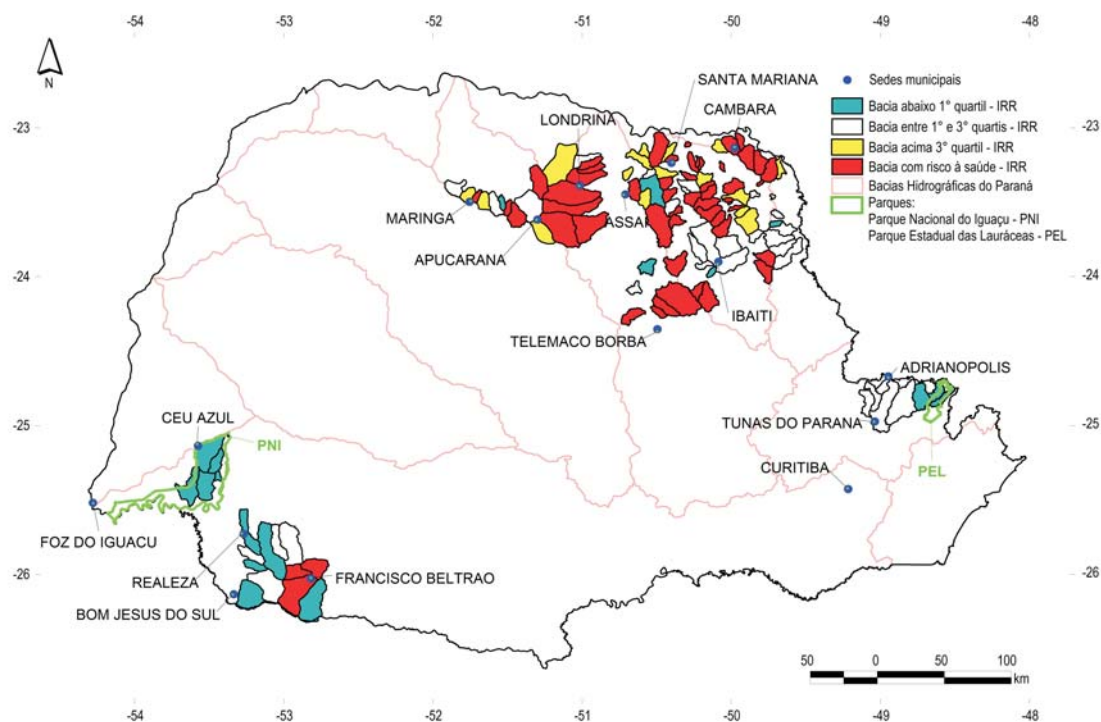 -54 -53 -52 -51 -50 -49 -48
N
SANTA MARIANA
CAMBARA
LONDRINA
-23
-23
Sedes municipais
Bacia abaixo 1° quartil - IRR
Bacia entre 1° e 3° quartis - IRR
Bacia acima 3° quartil - IRR
Bacia com risco à saúde - IRR
Bacias Hidrográficas do Paraná
Parques:
Parque Nacional do Iguaçu - PNI
Parque Estadual das Lauráceas - PEL
MARINGA
ASSAI
APUCARANA
-24
-24
IBAITI
TELEMACO BORBA
ADRIANOPOLIS
CEU AZUL
TUNAS DO PARANA
-25
-25
PNI
CURITIBA
PEL
FOZ DO IGUACU
REALEZA
FRANCISCO BELTRAO
-26
-26
BOM JESUS DO SUL
50 0 50 100
km
-54 -53 -52 -51 -50 -49 -48